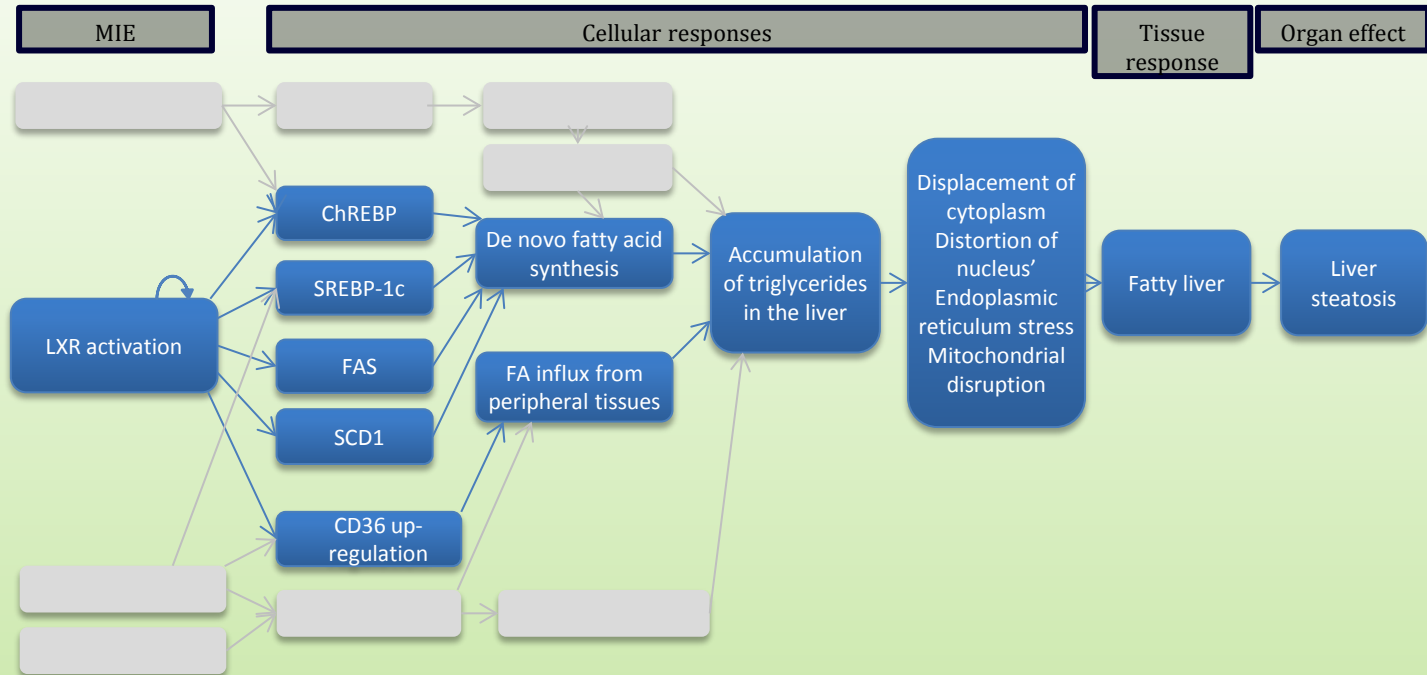 MIE
Cellular responses
Tissue
response
Organ effect
ChREBP
SREBP-1c
FAS
SCD1
CD36 up-
regulation
LXR activation
De novo fatty acid
synthesis
FA influx from
peripheral tissues
Accumulation
of triglycerides
in the liver
Displacement of
cytoplasm
Distortion of
nucleus’
Endoplasmic
reticulum stress
Mitochondrial
disruption
Fatty liver
Liver
steatosis